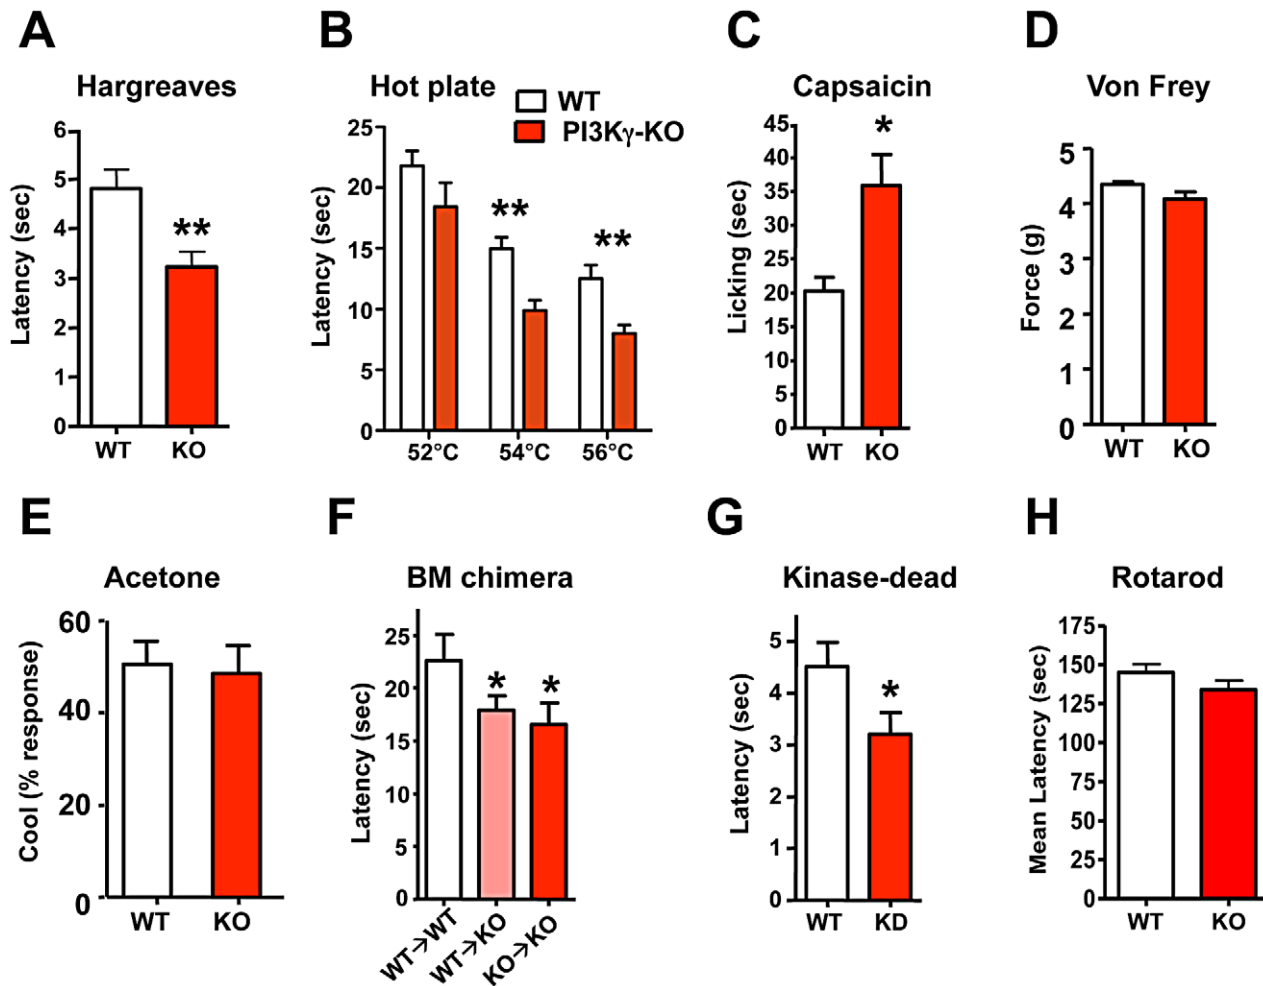 A
Hargreaves
Latency (sec)
6
5
4
3
2
1
0
**
WT KO
B
Hot plate
WT
PI3Kγ-KO
Latency (sec)
25
20
15
10
5
0
**
**
52°C 54°C 56°C
C
Capsaicin
Licking (sec)
45
40
35
30
25
20
15
10
5
0
*
WT KO
D
Von Frey
Force (g)
5
4
3
2
1
0
WT KO
E
Acetone
Cool (% response)
60
40
20
0
WT KO
F
BM chimera
Latency (sec)
25
20
15
10
5
0
*
*
WT→WT
WT→KO
KO→KO
G
Kinase-dead
Latency (sec)
5
4
3
2
1
0
*
WT KD
H
Rotarod
Mean Latency (sec)
175
150
125
100
75
50
25
0
WT KO